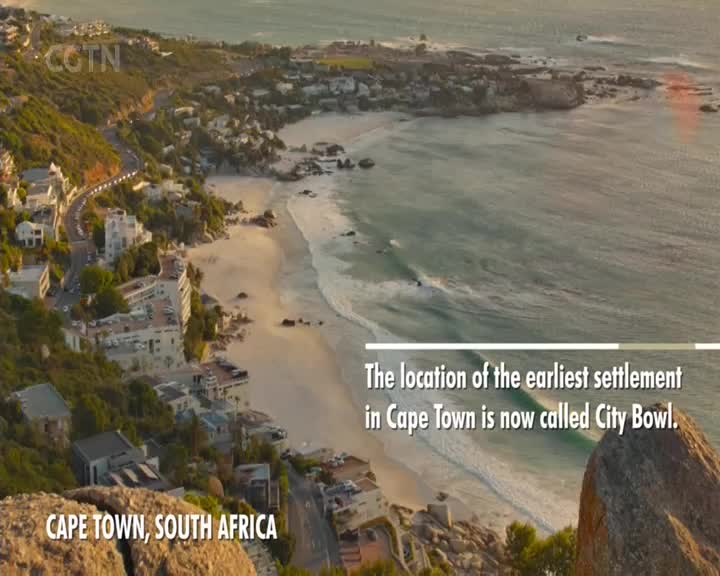 CGTN
The location of the earliest settlement
in Cape Town is now called City Bowl.
CAPE TOWN, SOUTH AFRICA